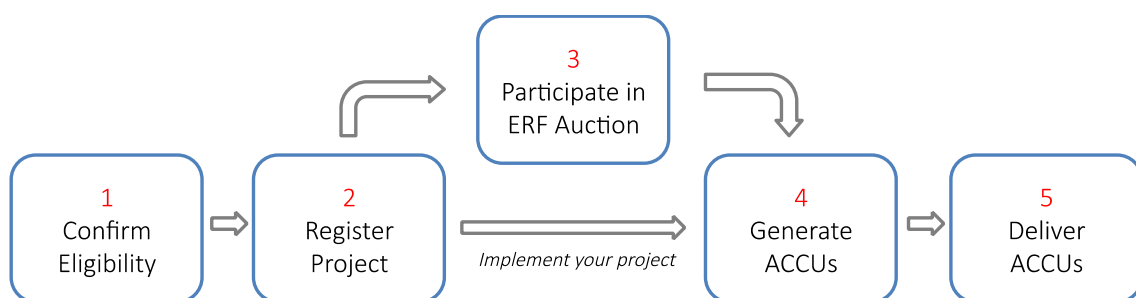 1
Confirm
Eligibility
2
Register
Project
3
Participate in
ERF Auction
Implement your project
4
Generate
ACCUs
5
Deliver
ACCUs